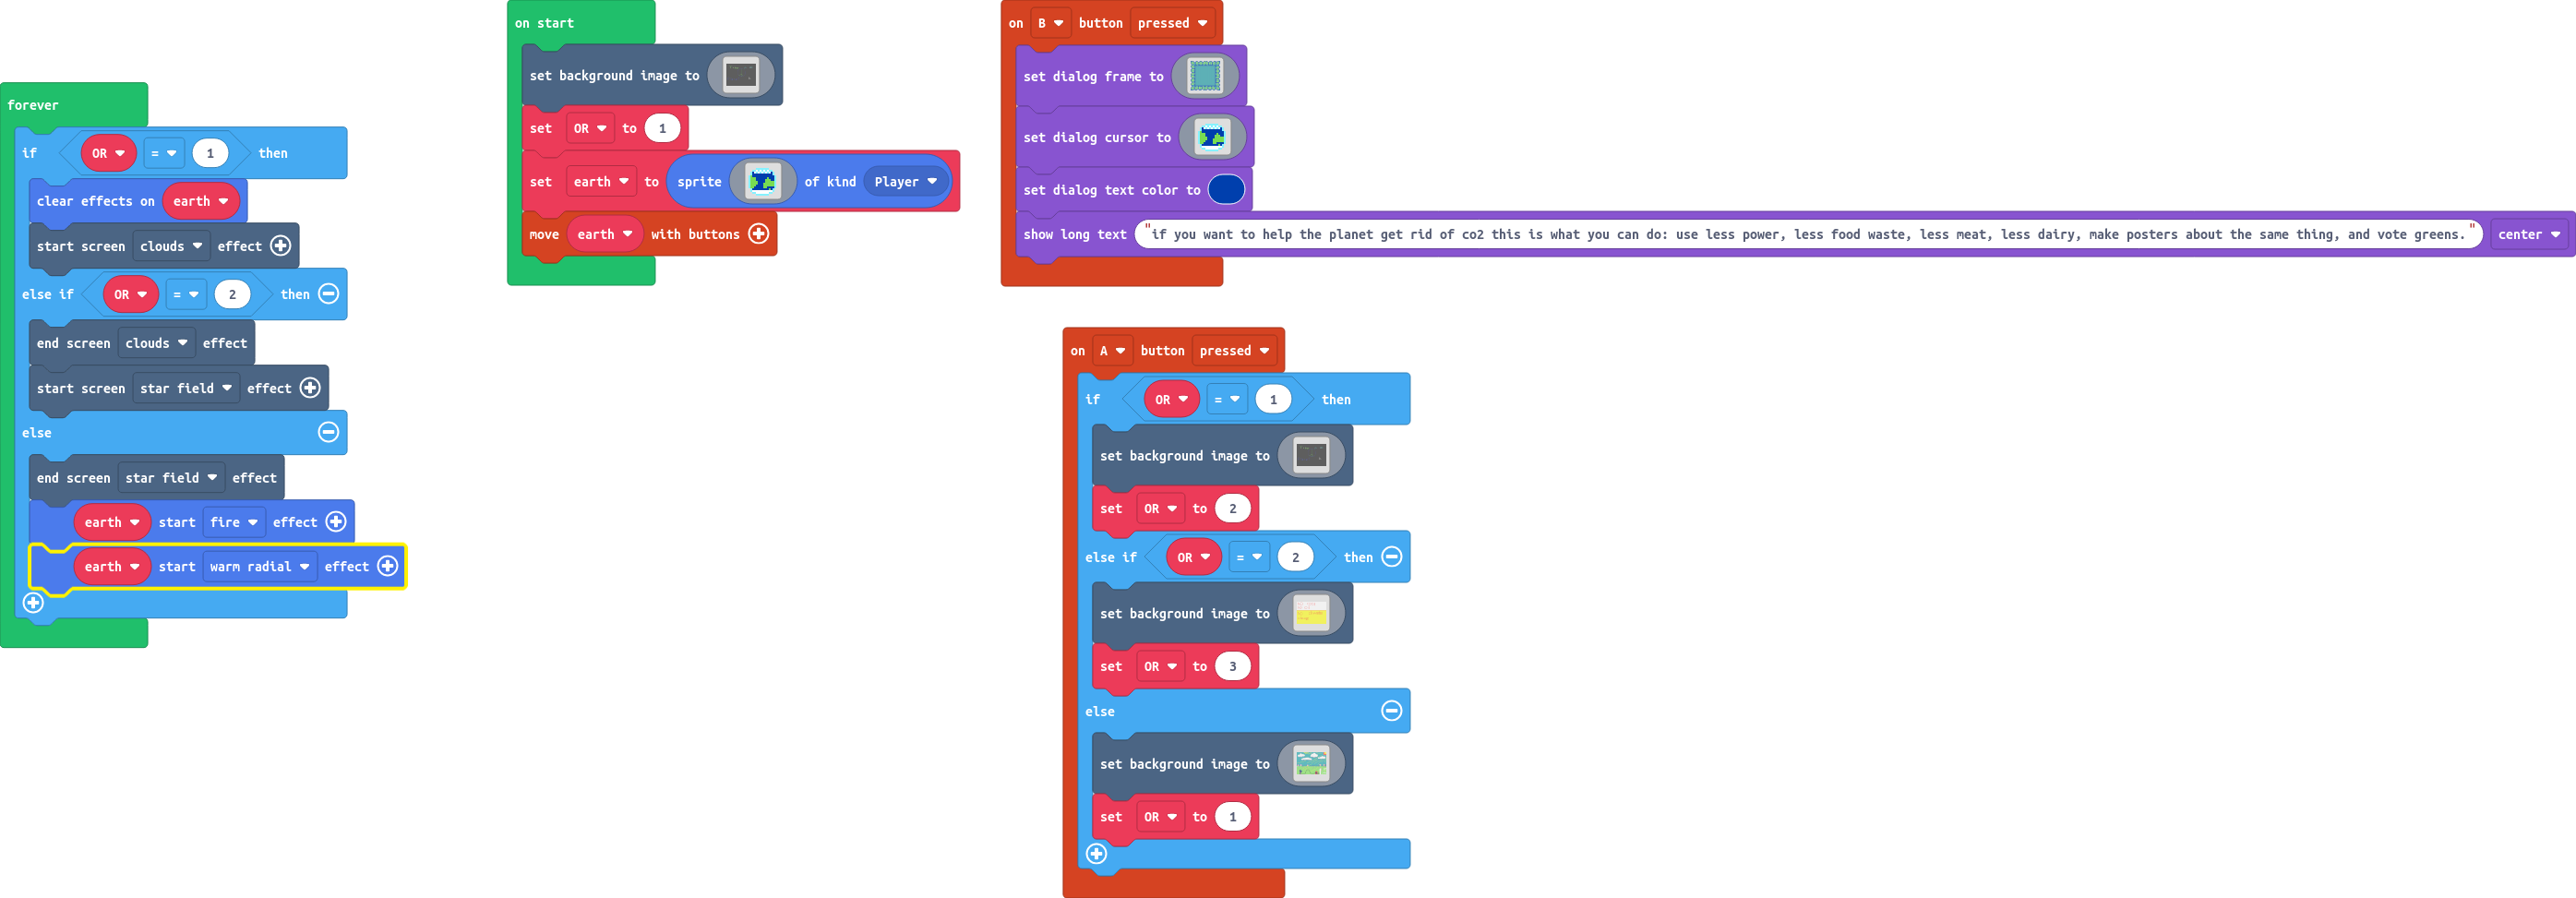 forever
if OR = 1 then
clear effects on earth
start screen clouds effect
else if OR = 2 then
end screen clouds effect
start screen star field effect
else
end screen star field effect
earth start fire effect
earth start warm radial effect
on start
set background image to
set OR to 1
set earth to sprite of kind Player
move earth with buttons
on B button pressed
set dialog frame to
set dialog cursor to
set dialog text color to
show long text "if you want to help the planet get rid of co2 this is what you can do: use less power, less food waste, less meat, less dairy, make posters about the same thing, and vote greens." center
on A button pressed
if OR = 1 then
set background image to
set OR to 2
else if OR = 2 then
set background image to
set OR to 3
else
set background image to
set OR to 1